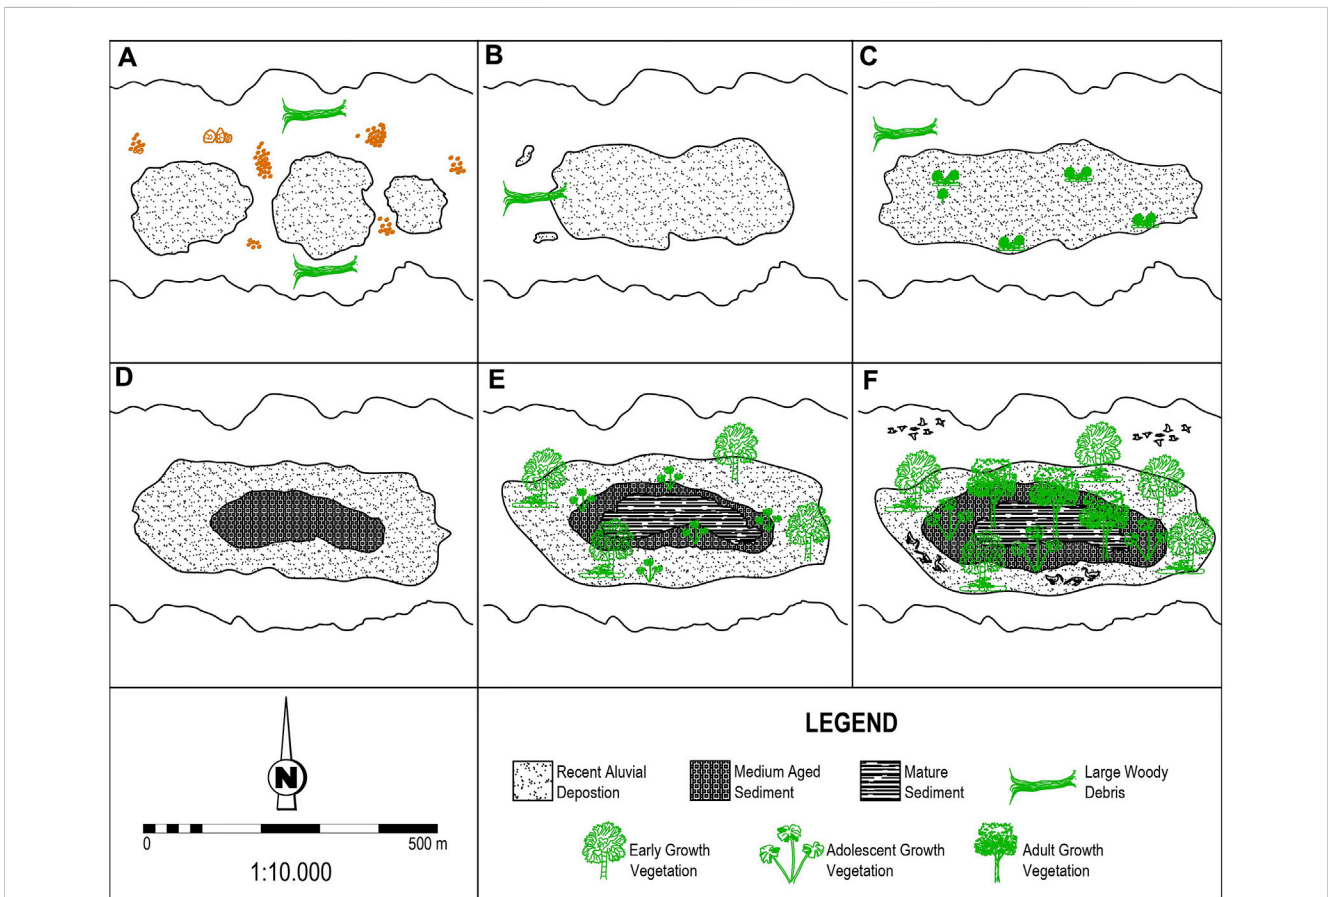 A
B
C
D
E
F
N
0
500 m
1:10.000
LEGEND
Recent Aluvial
Depostion
Medium Aged
Sediment
Mature
Sediment
Large Woody
Debris
Early Growth
Vegetation
Adolescent Growth
Vegetation
Adult Growth
Vegetation